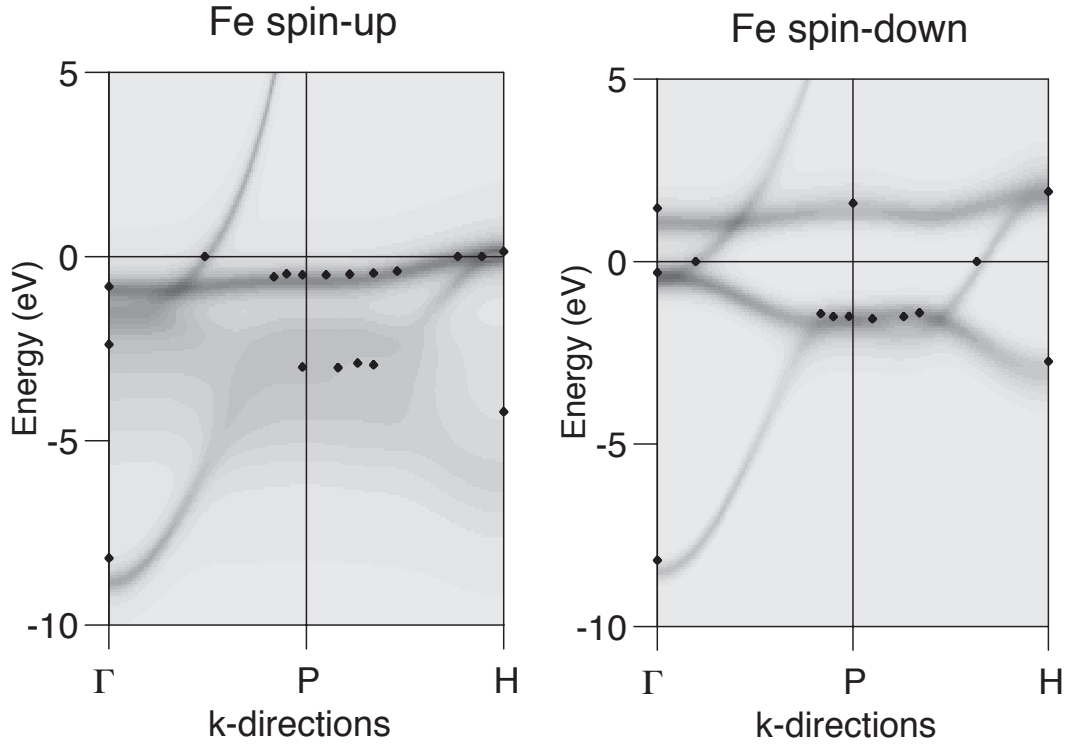 Fe spin-up
5
0
-5
-10
Energy (eV)
Γ P H
k-directions
Fe spin-down
5
0
-5
-10
Energy (eV)
Γ P H
k-directions